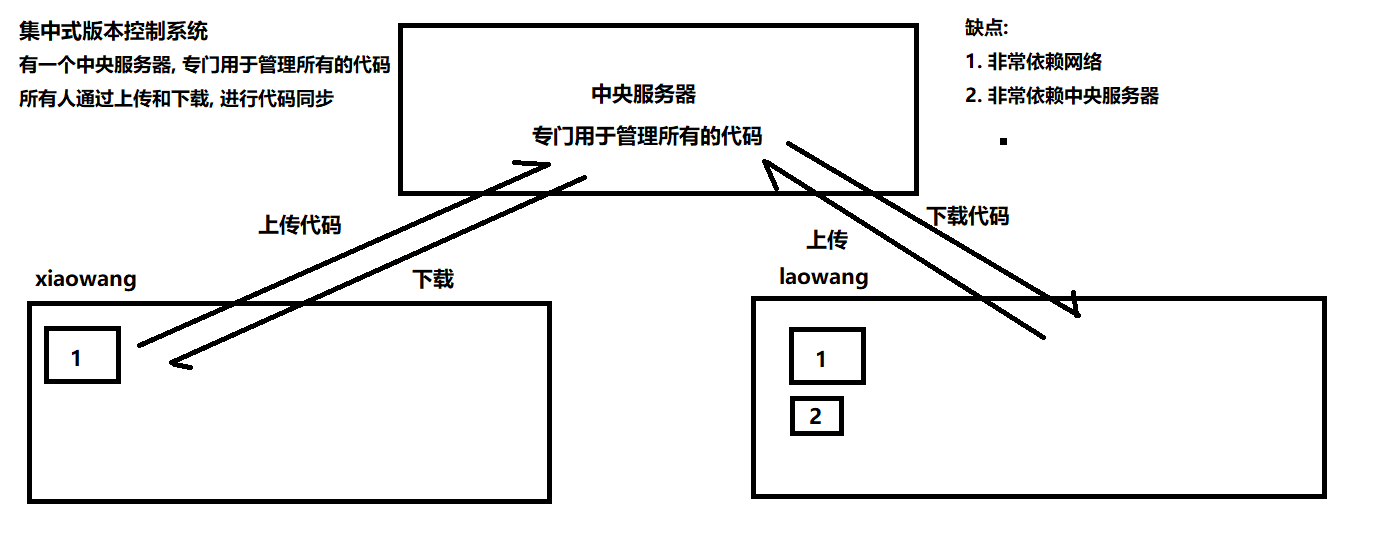 集中式版本控制系统
有一个中央服务器, 专门用于管理所有的代码
所有人通过上传和下载, 进行代码同步
中央服务器
专门用于管理所有的代码
缺点:
1. 非常依赖网络
2. 非常依赖中央服务器
上传代码
下载
上传
下载代码
xiaowang
1
laowang
1
2